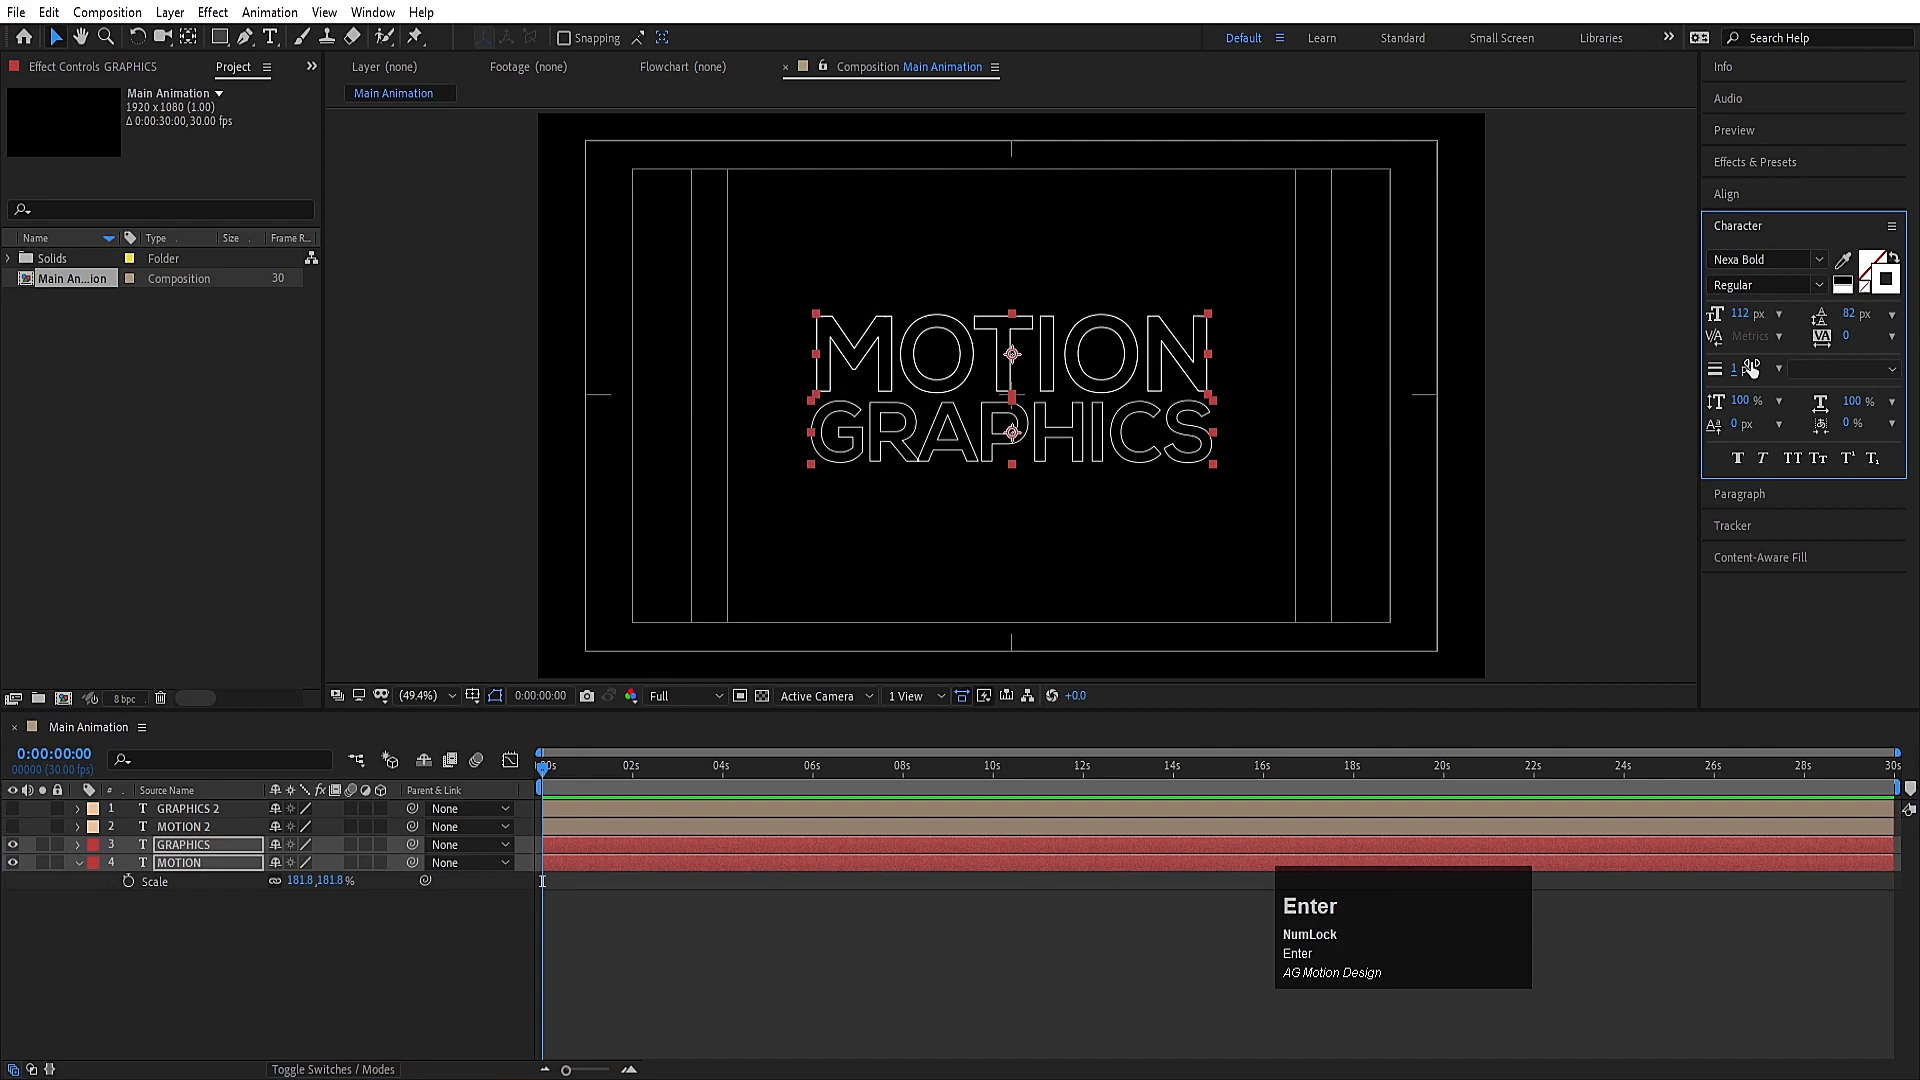 File Edit Composition Layer Effect Animation View Window Help
Snapping
Default Learn Standard Small Screen Libraries Search Help
Effect Controls GRAPHICS Project
Layer (none) Footage (none) Flowchart (none) × Composition Main Animation
Info
Main Animation
1920 x 1080 (1.00)
Δ 0:00:30:00, 30.00 fps
Main Animation
Audio
Preview
Effects & Presets
Align
Character
Name Type Size Frame R...
Solids Folder
Main An...ion Composition 30
Nexa Bold
Regular
112 px 82 px
Metrics 0
1
100 % 100 %
0 px 0 %
T T TT Tт T¹ T₁
Paragraph
Tracker
Content-Aware Fill
MOTION
GRAPHICS
8 bpc
(49.4%) 0:00:00:00 Full Active Camera 1 View +0.0
× Main Animation
0:00:00:00
00000 (30.00 fps)
02s 04s 06s 08s 10s 12s 14s 16s 18s 20s 22s 24s 26s 28s 30s
# Source Name fx Parent & Link
1 T GRAPHICS 2 None
2 T MOTION 2 None
3 T GRAPHICS None
4 T MOTION None
Scale 181.8,181.8 %
Enter
NumLock
Enter
AG Motion Design
Toggle Switches / Modes